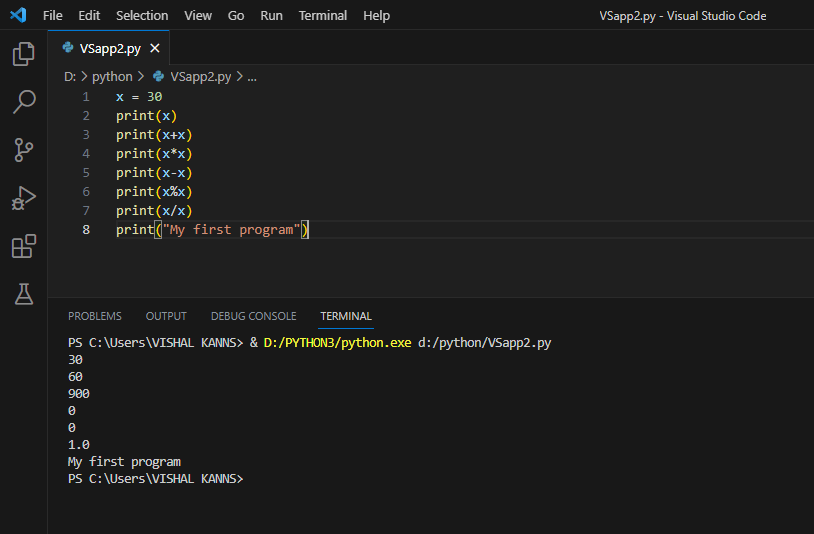 File Edit Selection View Go Run Terminal Help VSapp2.py - Visual Studio Code
VSapp2.py
D: > python > VSapp2.py > ...
1 x = 30
2 print(x)
3 print(x+x)
4 print(x*x)
5 print(x-x)
6 print(x%x)
7 print(x/x)
8 print("My first program")
PROBLEMS OUTPUT DEBUG CONSOLE TERMINAL
PS C:\Users\VISHAL KANNS> & D:/PYTHON3/python.exe d:/python/VSapp2.py
30
60
900
0
0
1.0
My first program
PS C:\Users\VISHAL KANNS>